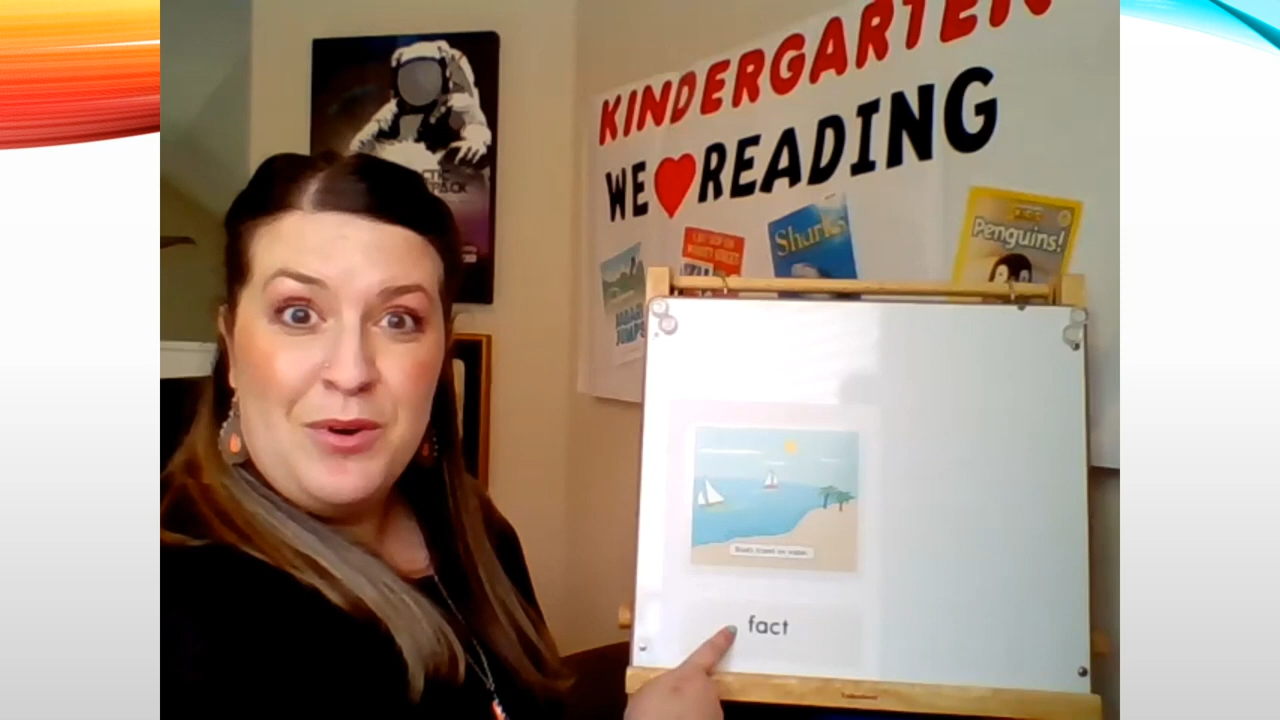 KINDERGARTEN
WE ❤ READING
Sharks
Penguins!
Boats travel on water.
fact